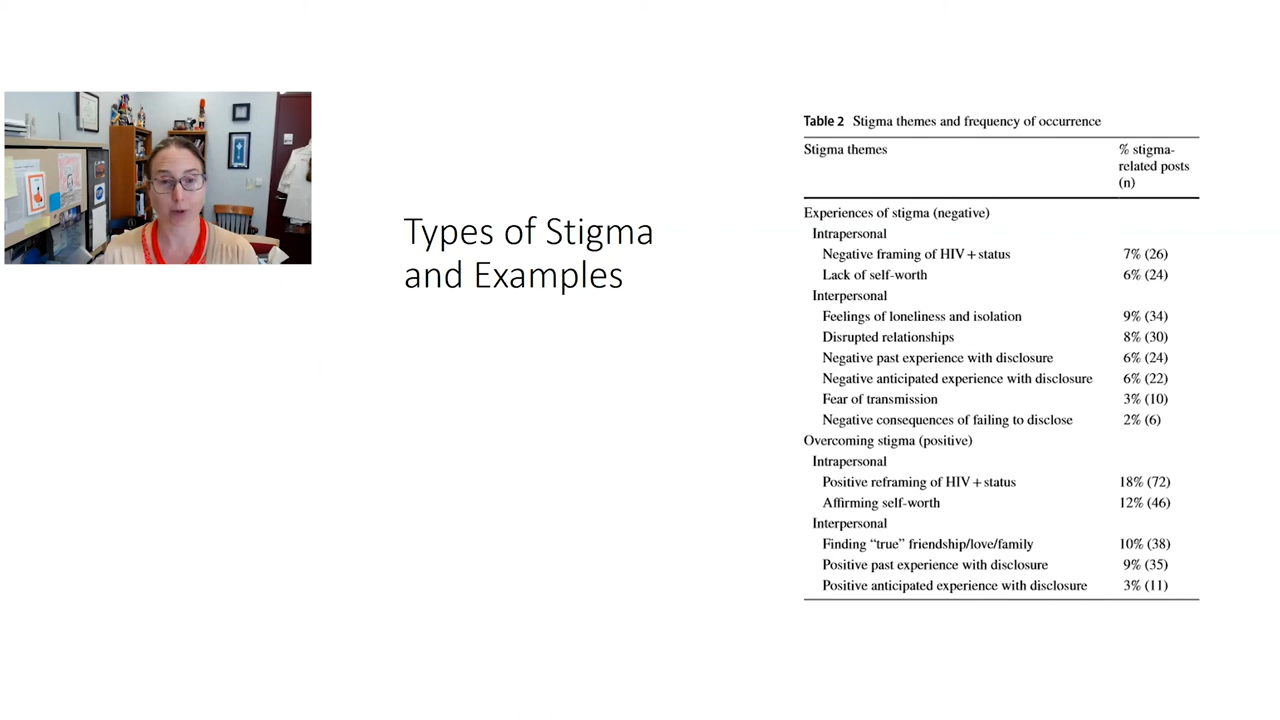 Types of Stigma
and Examples
Table 2 Stigma themes and frequency of occurrence
Stigma themes % stigma-
related posts
(n)
Experiences of stigma (negative)
Intrapersonal
Negative framing of HIV + status 7% (26)
Lack of self-worth 6% (24)
Interpersonal
Feelings of loneliness and isolation 9% (34)
Disrupted relationships 8% (30)
Negative past experience with disclosure 6% (24)
Negative anticipated experience with disclosure 6% (22)
Fear of transmission 3% (10)
Negative consequences of failing to disclose 2% (6)
Overcoming stigma (positive)
Intrapersonal
Positive reframing of HIV + status 18% (72)
Affirming self-worth 12% (46)
Interpersonal
Finding “true” friendship/love/family 10% (38)
Positive past experience with disclosure 9% (35)
Positive anticipated experience with disclosure 3% (11)